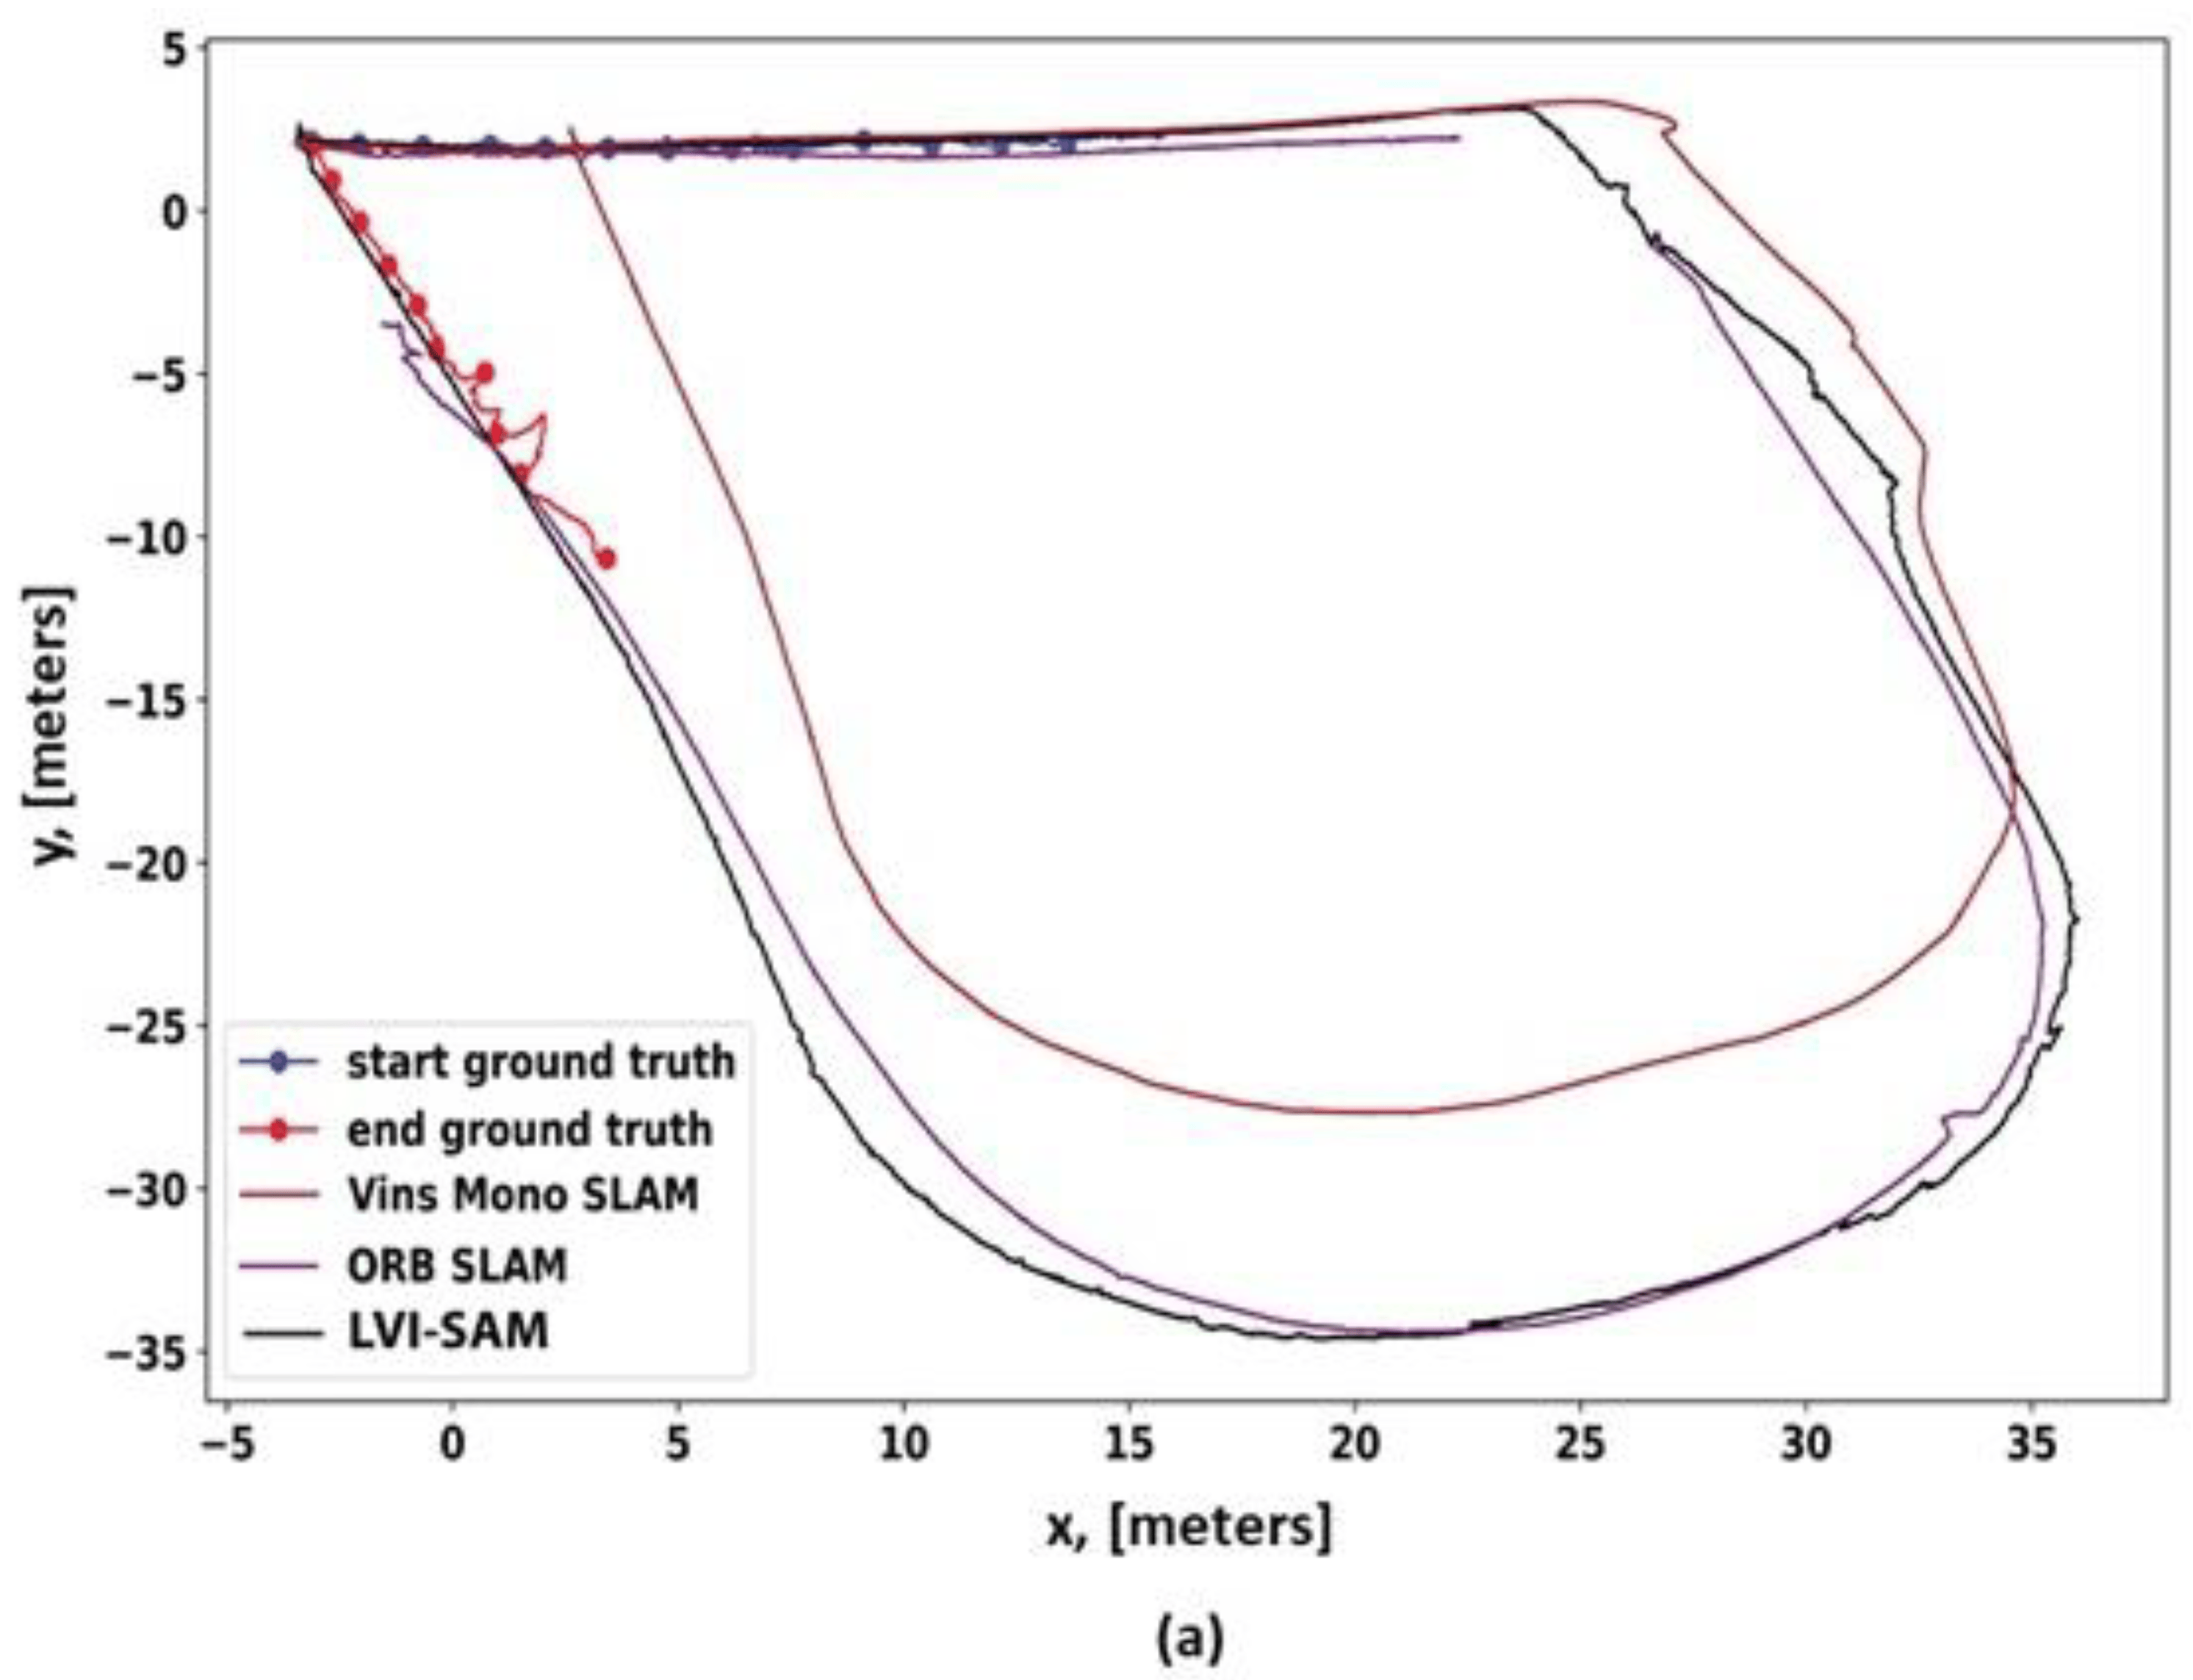 5
0
−5
−10
−15
−20
−25
−30
−35
y, [meters]
start ground truth
end ground truth
Vins Mono SLAM
ORB SLAM
LVI-SAM
−5 0 5 10 15 20 25 30 35
x, [meters]
(a)